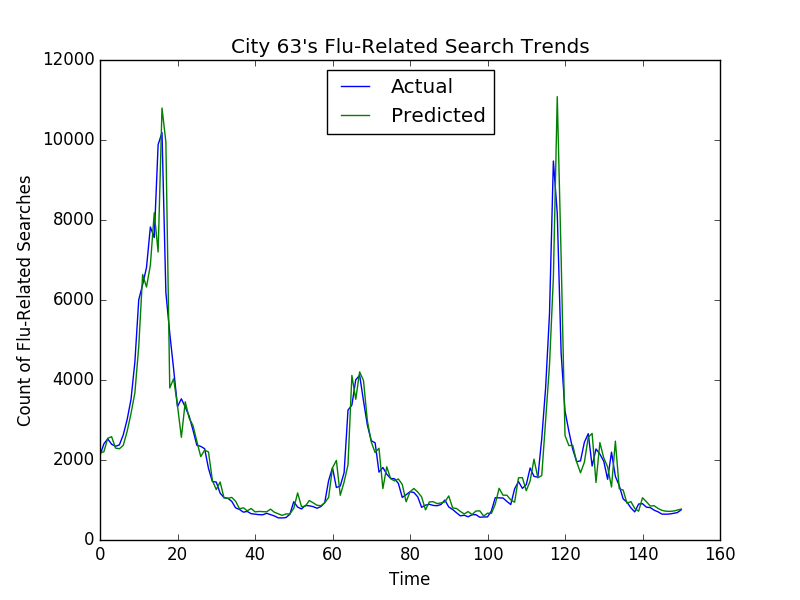 City 63's Flu-Related Search Trends
12000
10000
8000
6000
4000
2000
0
Count of Flu-Related Searches
Actual
Predicted
0 20 40 60 80 100 120 140 160
Time